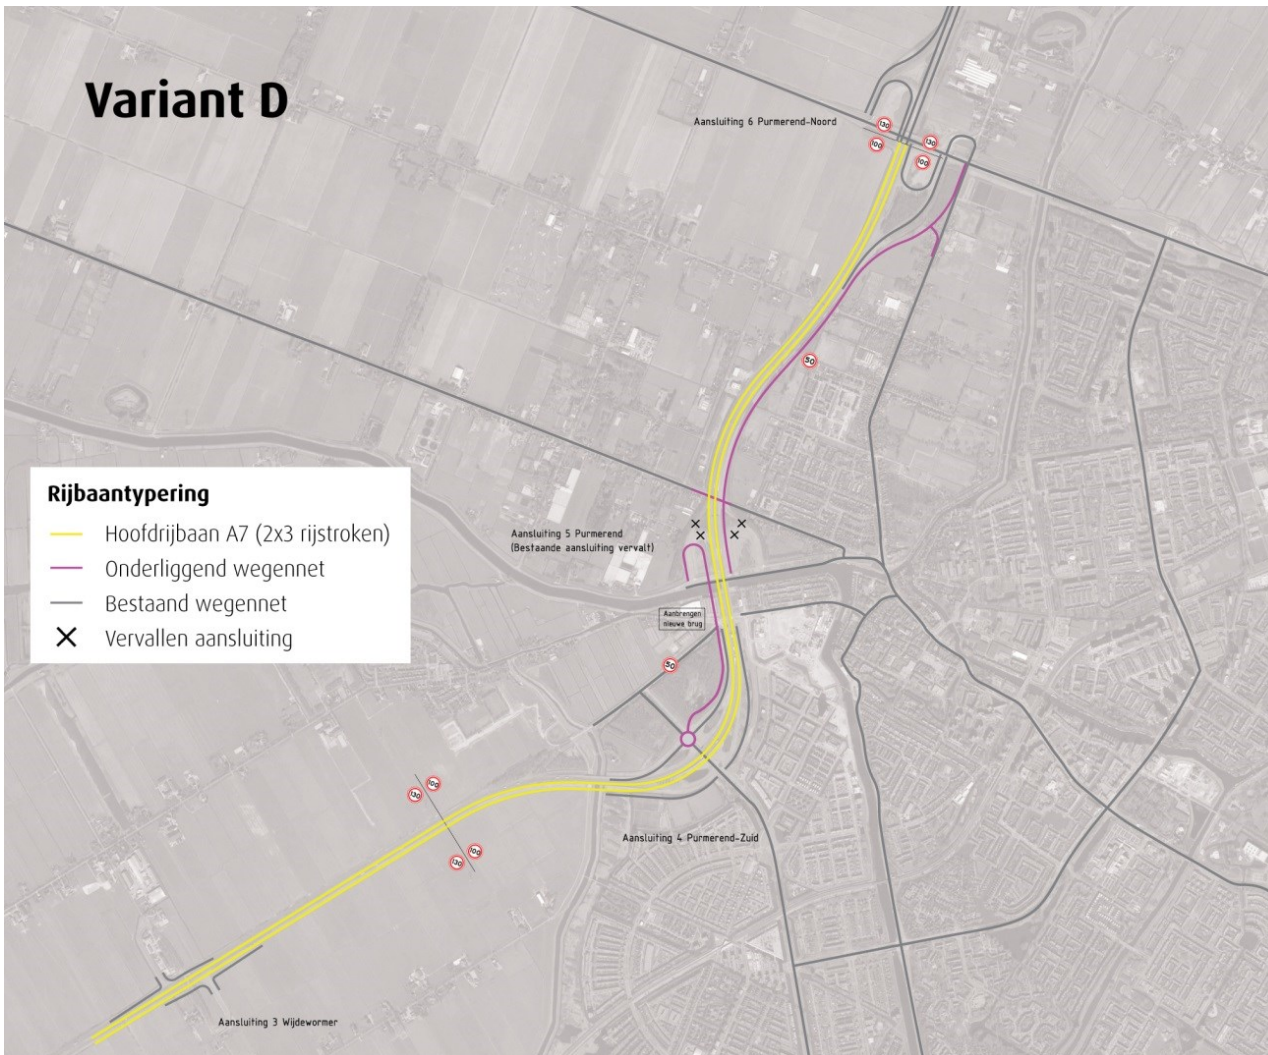 Variant D
Aansluiting 6 Purmerend-Noord
130
100
130
100
50
Rijbaantypering
Hoofdrijbaan A7 (2x3 rijstroken)
Onderliggend wegennet
Bestaand wegennet
Vervallen aansluiting
Aansluiting 5 Purmerend
(Bestaande aansluiting vervalt)
Aanbrengen
nieuwe brug
50
100
130
100
130
Aansluiting 4 Purmerend-Zuid
Aansluiting 3 Wijdewormer